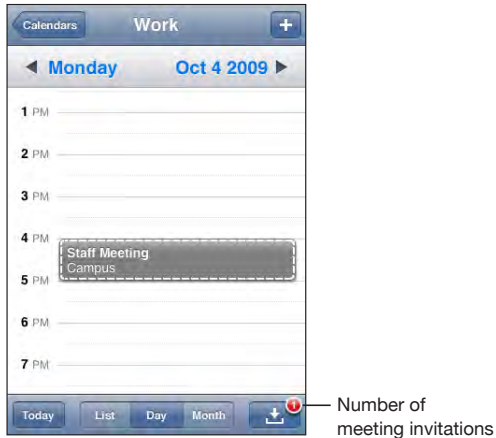 Calendars Work +
Monday Oct 4 2009
1 PM
2 PM
3 PM
4 PM
Staff Meeting
Campus
5 PM
6 PM
7 PM
Today List Day Month 1
Number of
meeting invitations